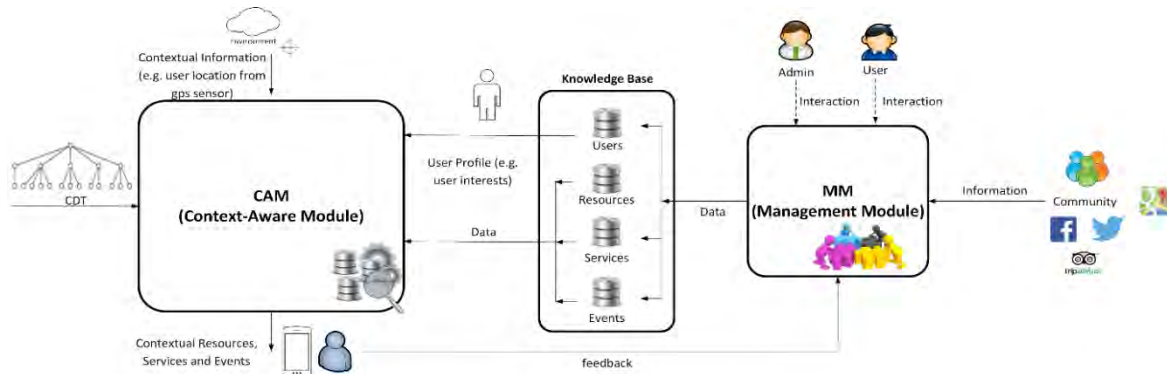 Contextual Information
(e.g. user location from
gps sensor)
CDT
CAM
(Context-Aware Module)
Contextual Resources,
Services and Events
User Profile (e.g.
user interests)
Data
Knowledge Base
Users
Resources
Services
Events
Data
Admin
User
Interaction
Interaction
MM
(Management Module)
Information
Community
feedback